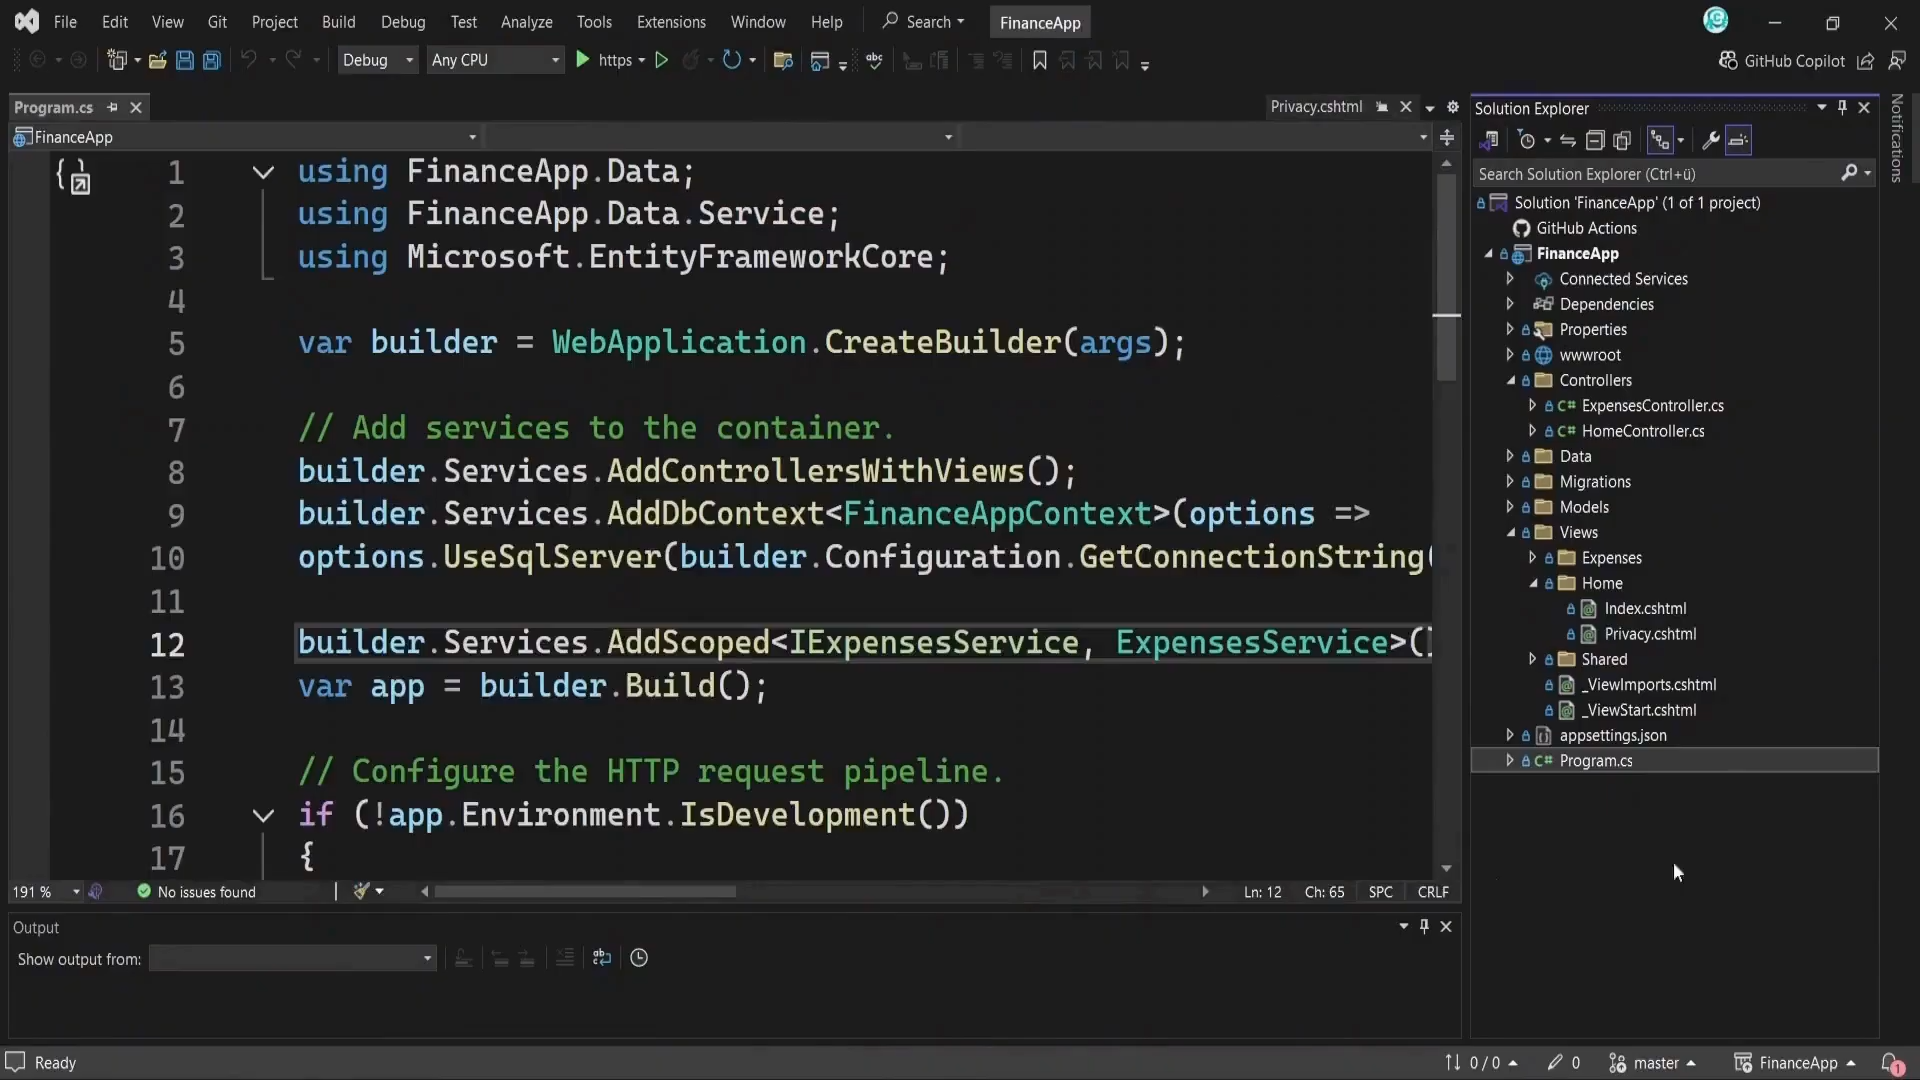 File Edit View Git Project Build Debug Test Analyze Tools Extensions Window Help Search FinanceApp
Debug Any CPU https GitHub Copilot
Program.cs Privacy.cshtml
FinanceApp
1 using FinanceApp.Data;
2 using FinanceApp.Data.Service;
3 using Microsoft.EntityFrameworkCore;
4
5 var builder = WebApplication.CreateBuilder(args);
6
7 // Add services to the container.
8 builder.Services.AddControllersWithViews();
9 builder.Services.AddDbContext<FinanceAppContext>(options =>
10 options.UseSqlServer(builder.Configuration.GetConnectionString(
11
12 builder.Services.AddScoped<IExpensesService, ExpensesService>()
13 var app = builder.Build();
14
15 // Configure the HTTP request pipeline.
16 if (!app.Environment.IsDevelopment())
17 {
191 % No issues found Ln: 12 Ch: 65 SPC CRLF
Output
Show output from:
Solution Explorer
Search Solution Explorer (Ctrl+ü)
Solution 'FinanceApp' (1 of 1 project)
GitHub Actions
FinanceApp
Connected Services
Dependencies
Properties
wwwroot
Controllers
C# ExpensesController.cs
C# HomeController.cs
Data
Migrations
Models
Views
Expenses
Home
Index.cshtml
Privacy.cshtml
Shared
_ViewImports.cshtml
_ViewStart.cshtml
appsettings.json
C# Program.cs
Notifications
Ready 0 / 0 0 master FinanceApp 1